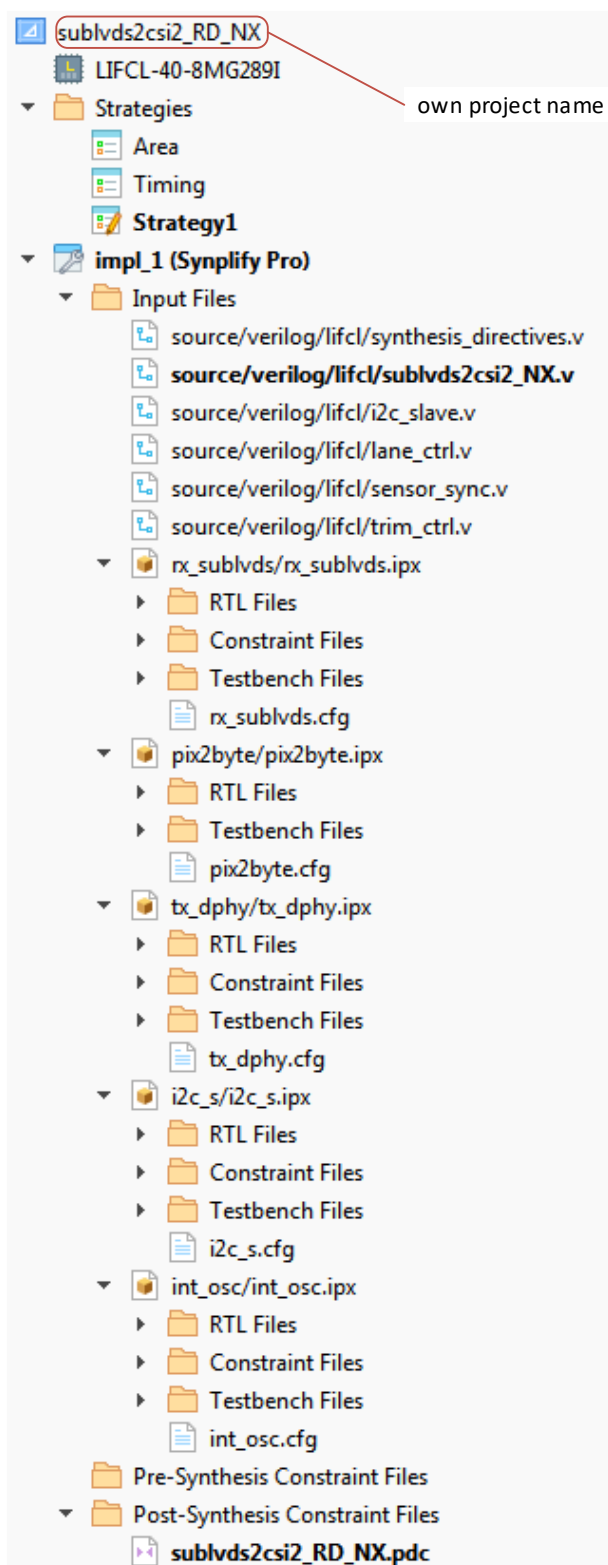 sublvds2csi2_RD_NX
LIFCL-40-8MG289I
own project name
Strategies
Area
Timing
Strategy1
impl_1 (Synplify Pro)
Input Files
source/verilog/lifcl/synthesis_directives.v
source/verilog/lifcl/sublvds2csi2_NX.v
source/verilog/lifcl/i2c_slave.v
source/verilog/lifcl/lane_ctrl.v
source/verilog/lifcl/sensor_sync.v
source/verilog/lifcl/trim_ctrl.v
rx_sublvds/rx_sublvds.ipx
RTL Files
Constraint Files
Testbench Files
rx_sublvds.cfg
pix2byte/pix2byte.ipx
RTL Files
Testbench Files
pix2byte.cfg
tx_dphy/tx_dphy.ipx
RTL Files
Constraint Files
Testbench Files
tx_dphy.cfg
i2c_s/i2c_s.ipx
RTL Files
Constraint Files
Testbench Files
i2c_s.cfg
int_osc/int_osc.ipx
RTL Files
Constraint Files
Testbench Files
int_osc.cfg
Pre-Synthesis Constraint Files
Post-Synthesis Constraint Files
sublvds2csi2_RD_NX.pdc